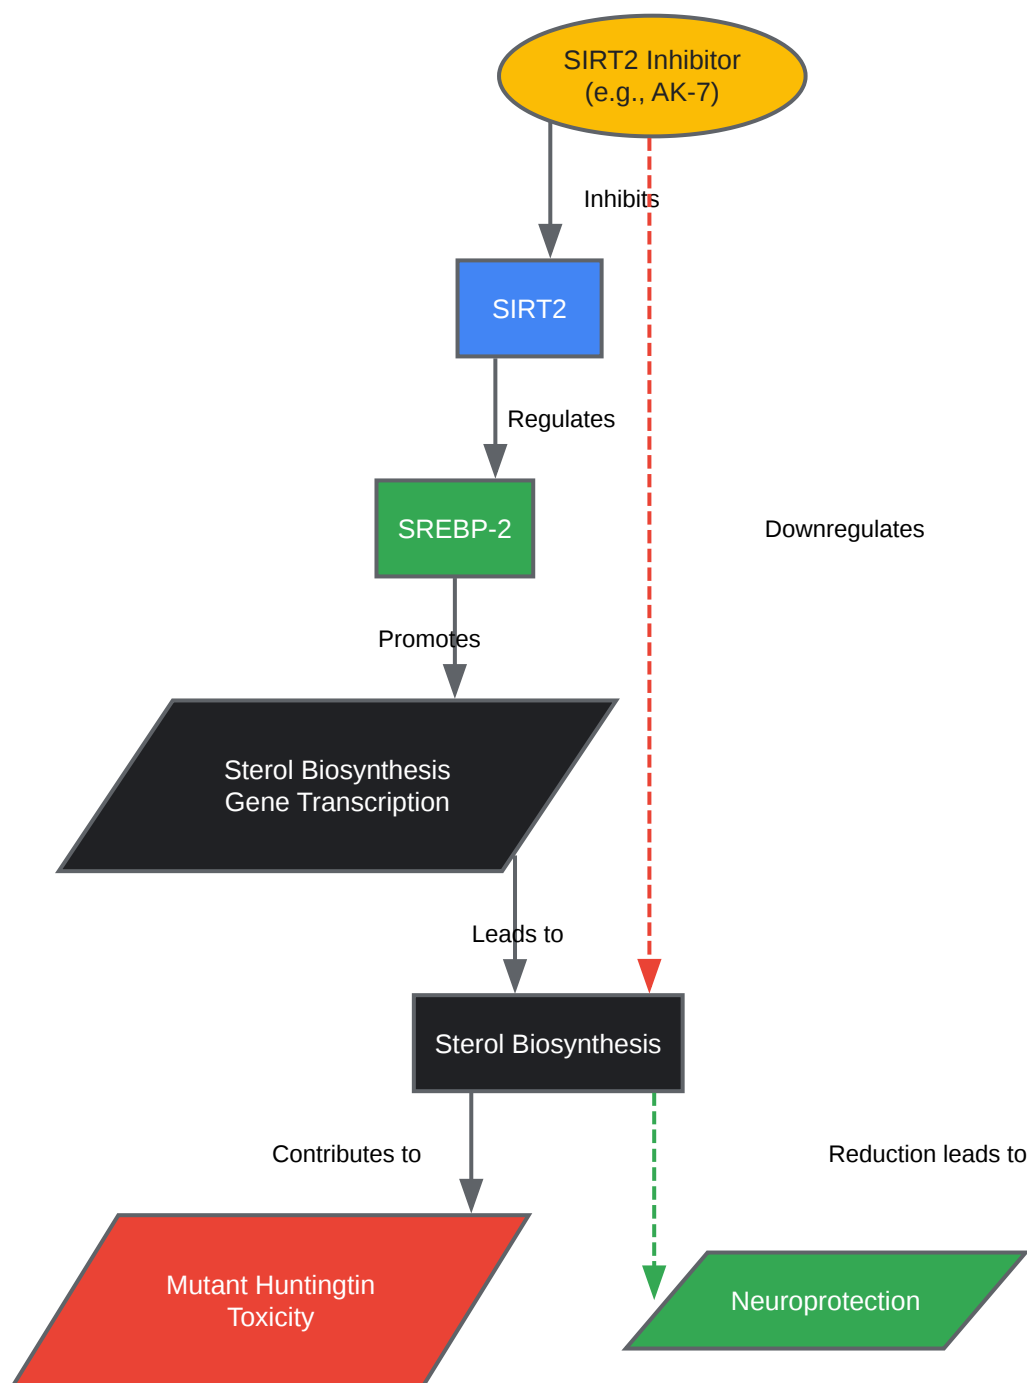 SIRT2 Inhibitor
(e.g., AK-7)
Inhibits
SIRT2
Regulates
SREBP-2
Downregulates
Promotes
Sterol Biosynthesis
Gene Transcription
Leads to
Sterol Biosynthesis
Contributes to
Reduction leads to
Mutant Huntingtin
Toxicity
Neuroprotection